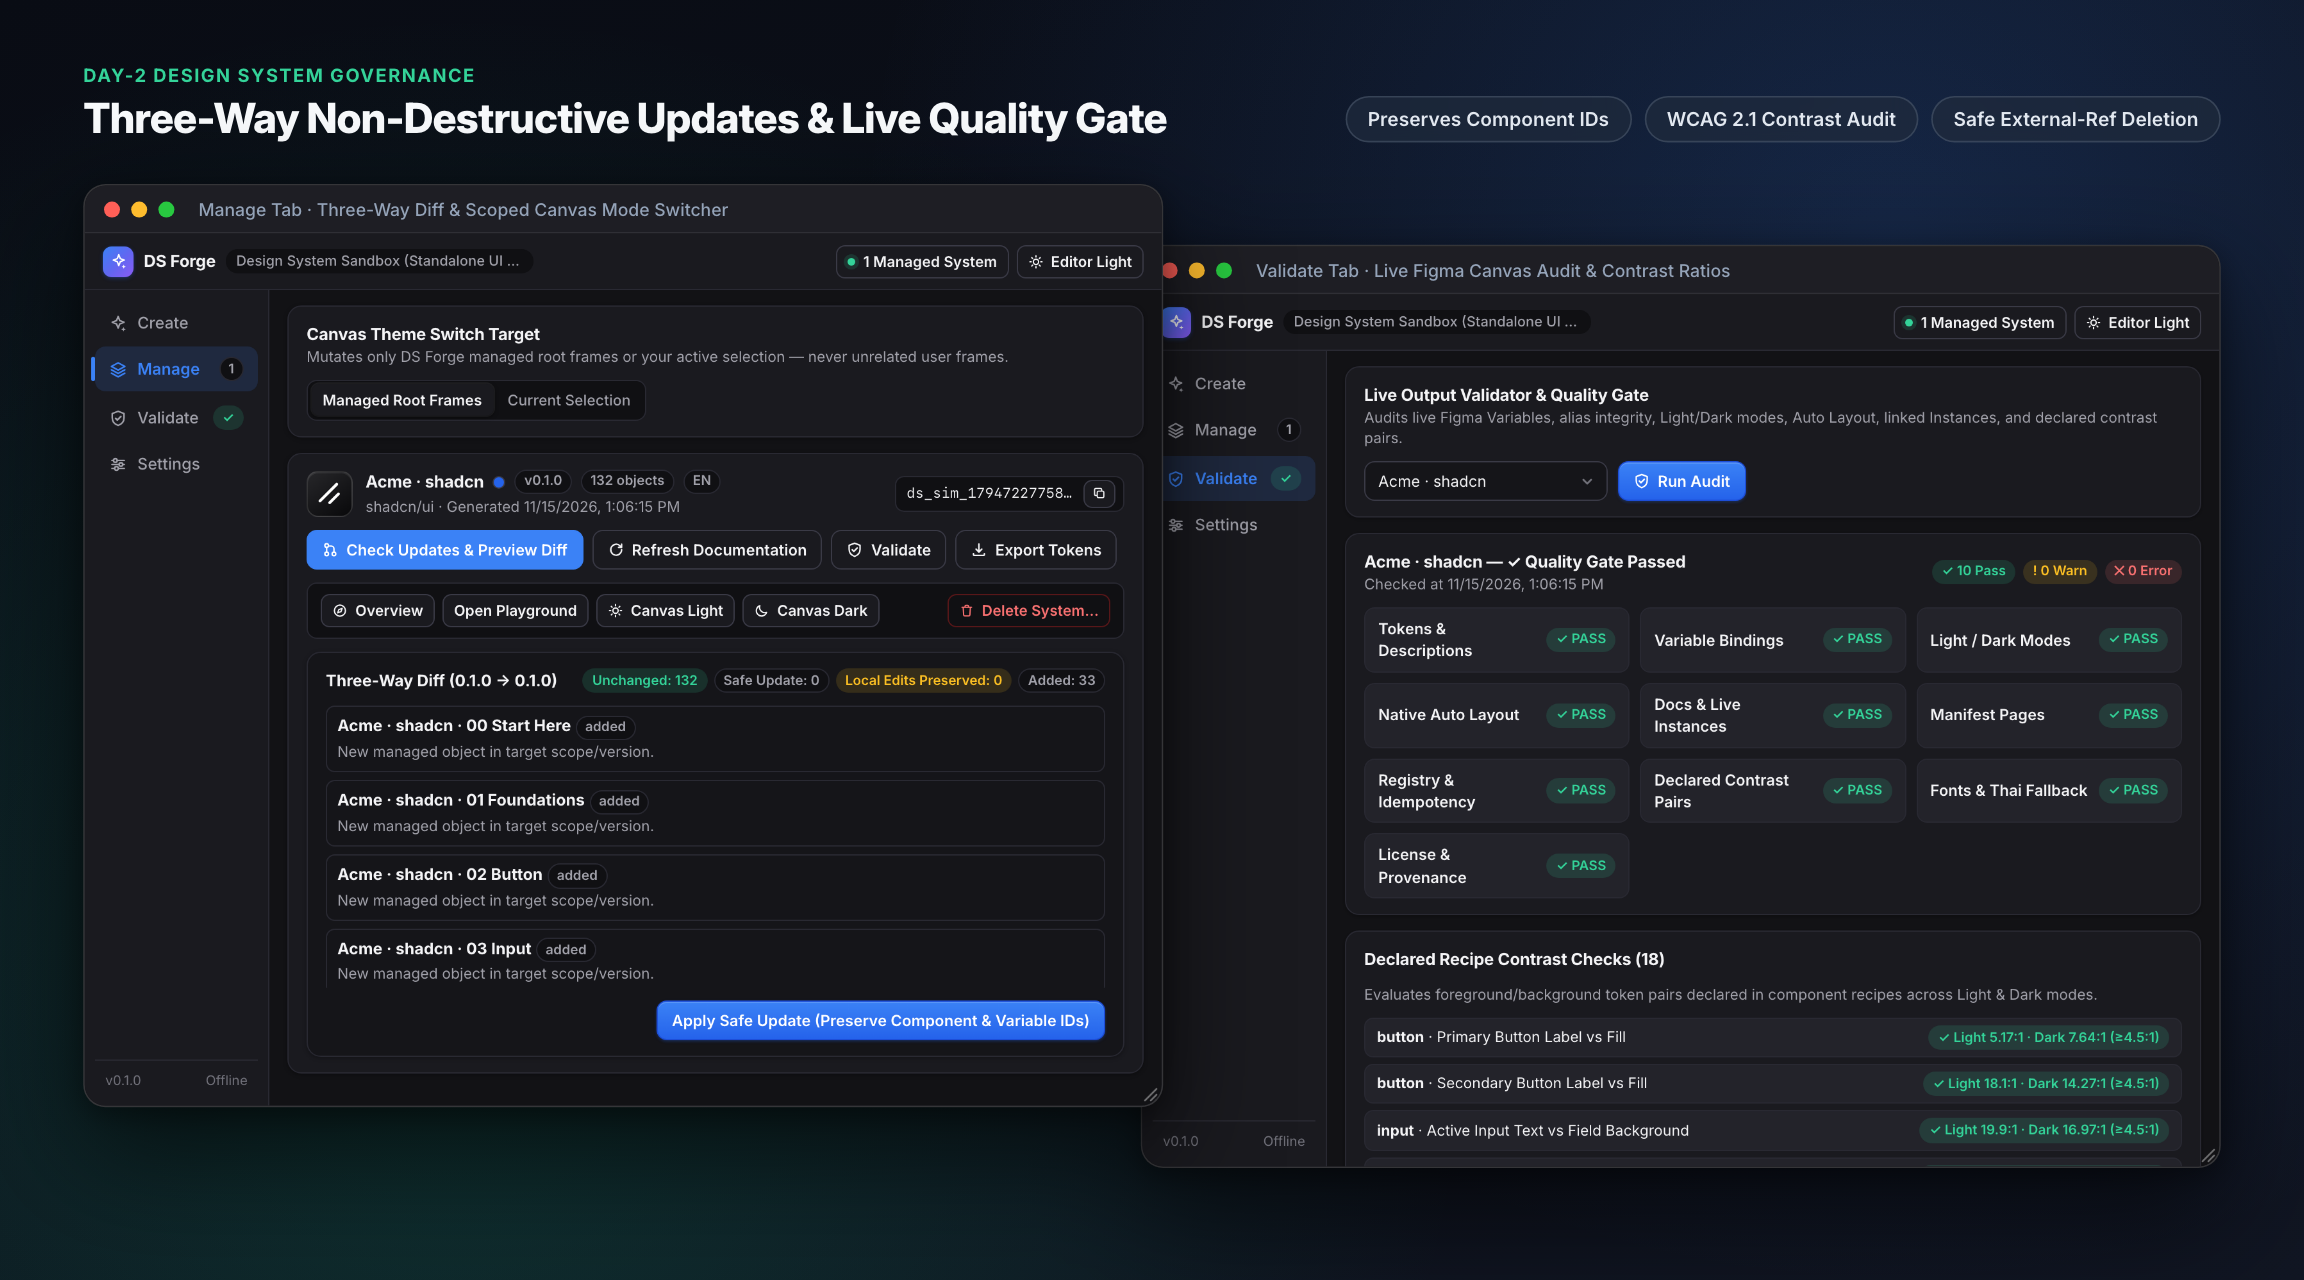 DAY-2 DESIGN SYSTEM GOVERNANCE
Three-Way Non-Destructive Updates & Live Quality Gate
Preserves Component IDs
WCAG 2.1 Contrast Audit
Safe External-Ref Deletion
Manage Tab · Three-Way Diff & Scoped Canvas Mode Switcher
DS Forge
Design System Sandbox (Standalone UI ...
1 Managed System
Editor Light
Create
Manage 1
Validate
Settings
v0.1.0
Offline
Canvas Theme Switch Target
Mutates only DS Forge managed root frames or your active selection — never unrelated user frames.
Managed Root Frames
Current Selection
Acme · shadcn
v0.1.0
132 objects
EN
shadcn/ui · Generated 11/15/2026, 1:06:15 PM
ds_sim_17947227758…
Check Updates & Preview Diff
Refresh Documentation
Validate
Export Tokens
Overview
Open Playground
Canvas Light
Canvas Dark
Delete System...
Three-Way Diff (0.1.0 → 0.1.0)
Unchanged: 132
Safe Update: 0
Local Edits Preserved: 0
Added: 33
Acme · shadcn · 00 Start Here added
New managed object in target scope/version.
Acme · shadcn · 01 Foundations added
New managed object in target scope/version.
Acme · shadcn · 02 Button added
New managed object in target scope/version.
Acme · shadcn · 03 Input added
New managed object in target scope/version.
Apply Safe Update (Preserve Component & Variable IDs)
Validate Tab · Live Figma Canvas Audit & Contrast Ratios
DS Forge
Design System Sandbox (Standalone UI ...
1 Managed System
Editor Light
Create
Manage 1
Validate
Settings
v0.1.0
Offline
Live Output Validator & Quality Gate
Audits live Figma Variables, alias integrity, Light/Dark modes, Auto Layout, linked Instances, and declared contrast
pairs.
Acme · shadcn
Run Audit
Acme · shadcn — ✓ Quality Gate Passed
Checked at 11/15/2026, 1:06:15 PM
✓ 10 Pass
! 0 Warn
✕ 0 Error
Tokens &
Descriptions
✓ PASS
Variable Bindings
✓ PASS
Light / Dark Modes
✓ PASS
Native Auto Layout
✓ PASS
Docs & Live
Instances
✓ PASS
Manifest Pages
✓ PASS
Registry &
Idempotency
✓ PASS
Declared Contrast
Pairs
✓ PASS
Fonts & Thai Fallback
✓ PASS
License &
Provenance
✓ PASS
Declared Recipe Contrast Checks (18)
Evaluates foreground/background token pairs declared in component recipes across Light & Dark modes.
button · Primary Button Label vs Fill
✓ Light 5.17:1 · Dark 7.64:1 (≥4.5:1)
button · Secondary Button Label vs Fill
✓ Light 18.1:1 · Dark 14.27:1 (≥4.5:1)
input · Active Input Text vs Field Background
✓ Light 19.9:1 · Dark 16.97:1 (≥4.5:1)